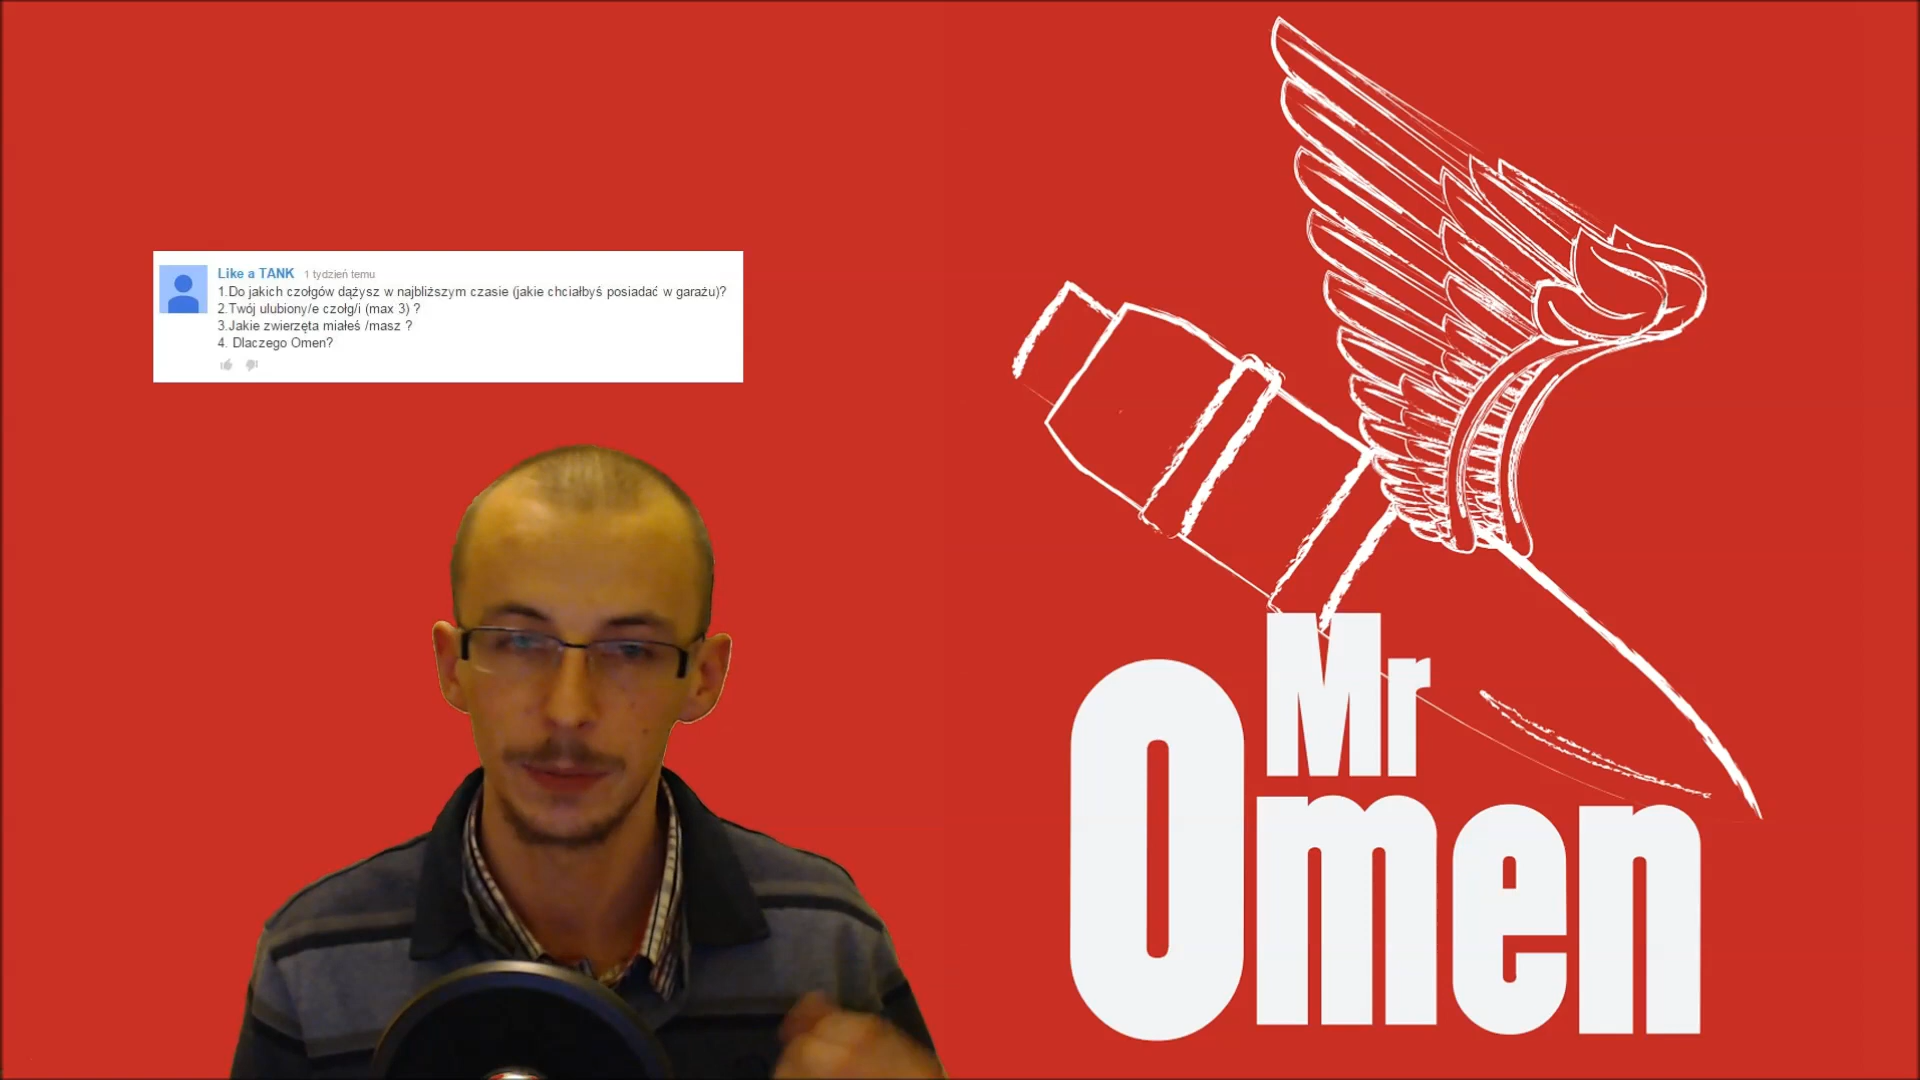 Like a TANK 1 tydzień temu
1.Do jakich czołgów dążysz w najbliższym czasie (jakie chciałbyś posiadać w garażu)?
2.Twój ulubiony/e czołg/i (max 3) ?
3.Jakie zwierzęta miałeś /masz ?
4. Dlaczego Omen?
Mr
Omen